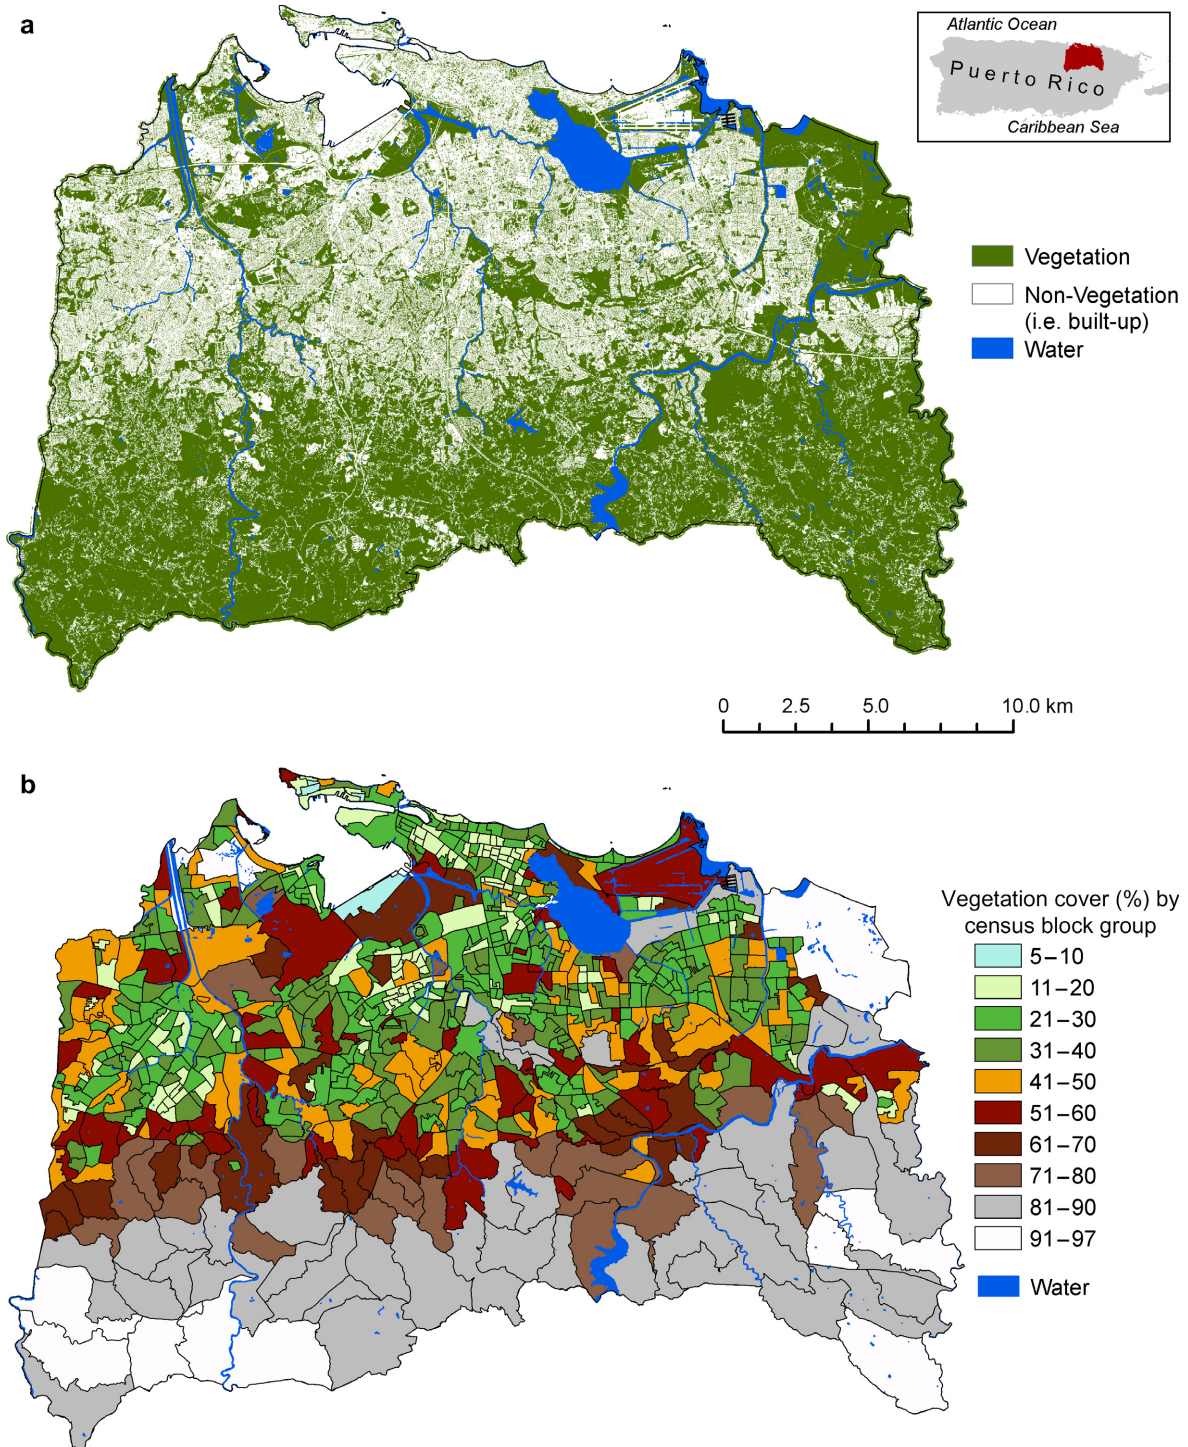 a
Atlantic Ocean
Puerto Rico
Caribbean Sea
Vegetation
Non-Vegetation
(i.e. built-up)
Water
0 2.5 5.0 10.0 km
b
Vegetation cover (%) by
census block group
5–10
11–20
21–30
31–40
41–50
51–60
61–70
71–80
81–90
91–97
Water